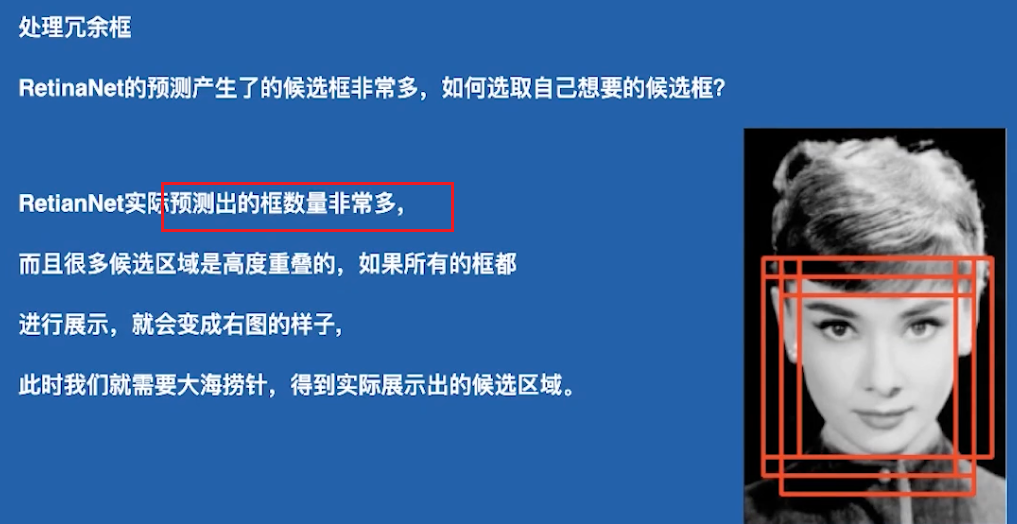 处理冗余框
RetinaNet的预测产生了的候选框非常多，如何选取自己想要的候选框？
RetianNet实际预测出的框数量非常多，
而且很多候选区域是高度重叠的，如果所有的框都
进行展示，就会变成右图的样子，
此时我们就需要大海捞针，得到实际展示出的候选区域。